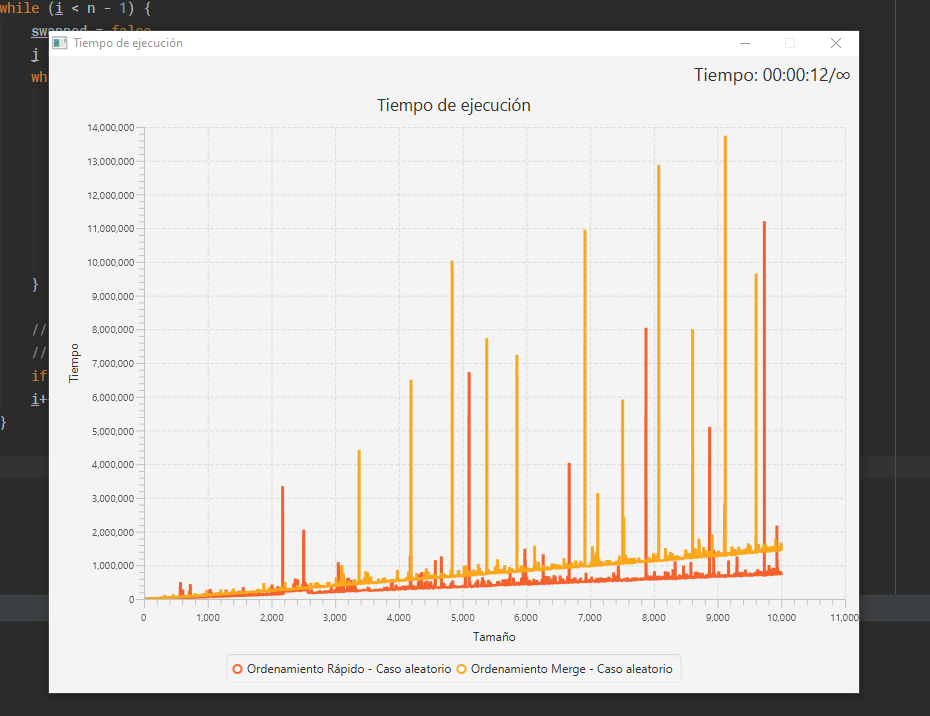 while (i < n - 1) {
swapped = false
Tiempo de ejecución
j
wh
Tiempo: 00:00:12/∞
Tiempo de ejecución
14,000,000
13,000,000
12,000,000
11,000,000
10,000,000
}
9,000,000
//
8,000,000
//
7,000,000
Tiempo
if
6,000,000
i+
}
5,000,000
4,000,000
3,000,000
2,000,000
1,000,000
0
0 1,000 2,000 3,000 4,000 5,000 6,000 7,000 8,000 9,000 10,000 11,000
Tamaño
Ordenamiento Rápido - Caso aleatorio Ordenamiento Merge - Caso aleatorio